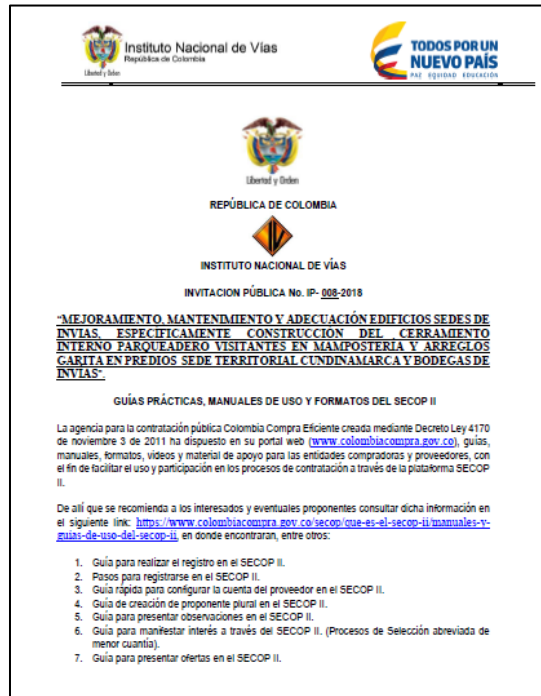 Instituto Nacional de Vías
República de Colombia
Libertad y Orden
TODOS POR UN
NUEVO PAÍS
PAZ EQUIDAD EDUCACIÓN
Libertad y Orden
REPÚBLICA DE COLOMBIA
INSTITUTO NACIONAL DE VÍAS
INVITACION PÚBLICA No. IP- 008-2018
"MEJORAMIENTO, MANTENIMIENTO Y ADECUACIÓN EDIFICIOS SEDES DE
INVIAS, ESPECÍFICAMENTE CONSTRUCCIÓN DEL CERRAMIENTO
INTERNO PARQUEADERO VISITANTES EN MAMPOSTERÍA Y ARREGLOS
GARITA EN PREDIOS SEDE TERRITORIAL CUNDINAMARCA Y BODEGAS DE
INVIAS".
GUÍAS PRÁCTICAS, MANUALES DE USO Y FORMATOS DEL SECOP II
La agencia para la contratación pública Colombia Compra Eficiente creada mediante Decreto Ley 4170
de noviembre 3 de 2011 ha dispuesto en su portal web (www.colombiacompra.gov.co), guías,
manuales, formatos, videos y material de apoyo para las entidades compradoras y proveedores, con
el fin de facilitar el uso y participación en los procesos de contratación a través de la plataforma SECOP
II.
De allí que se recomienda a los interesados y eventuales proponentes consultar dicha información en
el siguiente link: https://www.colombiacompra.gov.co/secop/que-es-el-secop-ii/manuales-y-
guias-de-uso-del-secop-ii, en donde encontraran, entre otros:
1. Guía para realizar el registro en el SECOP II.
2. Pasos para registrarse en el SECOP II.
3. Guía rápida para configurar la cuenta del proveedor en el SECOP II.
4. Guía de creación de proponente plural en el SECOP II.
5. Guía para presentar observaciones en el SECOP II.
6. Guía para manifestar interés a través del SECOP II. (Procesos de Selección abreviada de
menor cuantía).
7. Guía para presentar ofertas en el SECOP II.